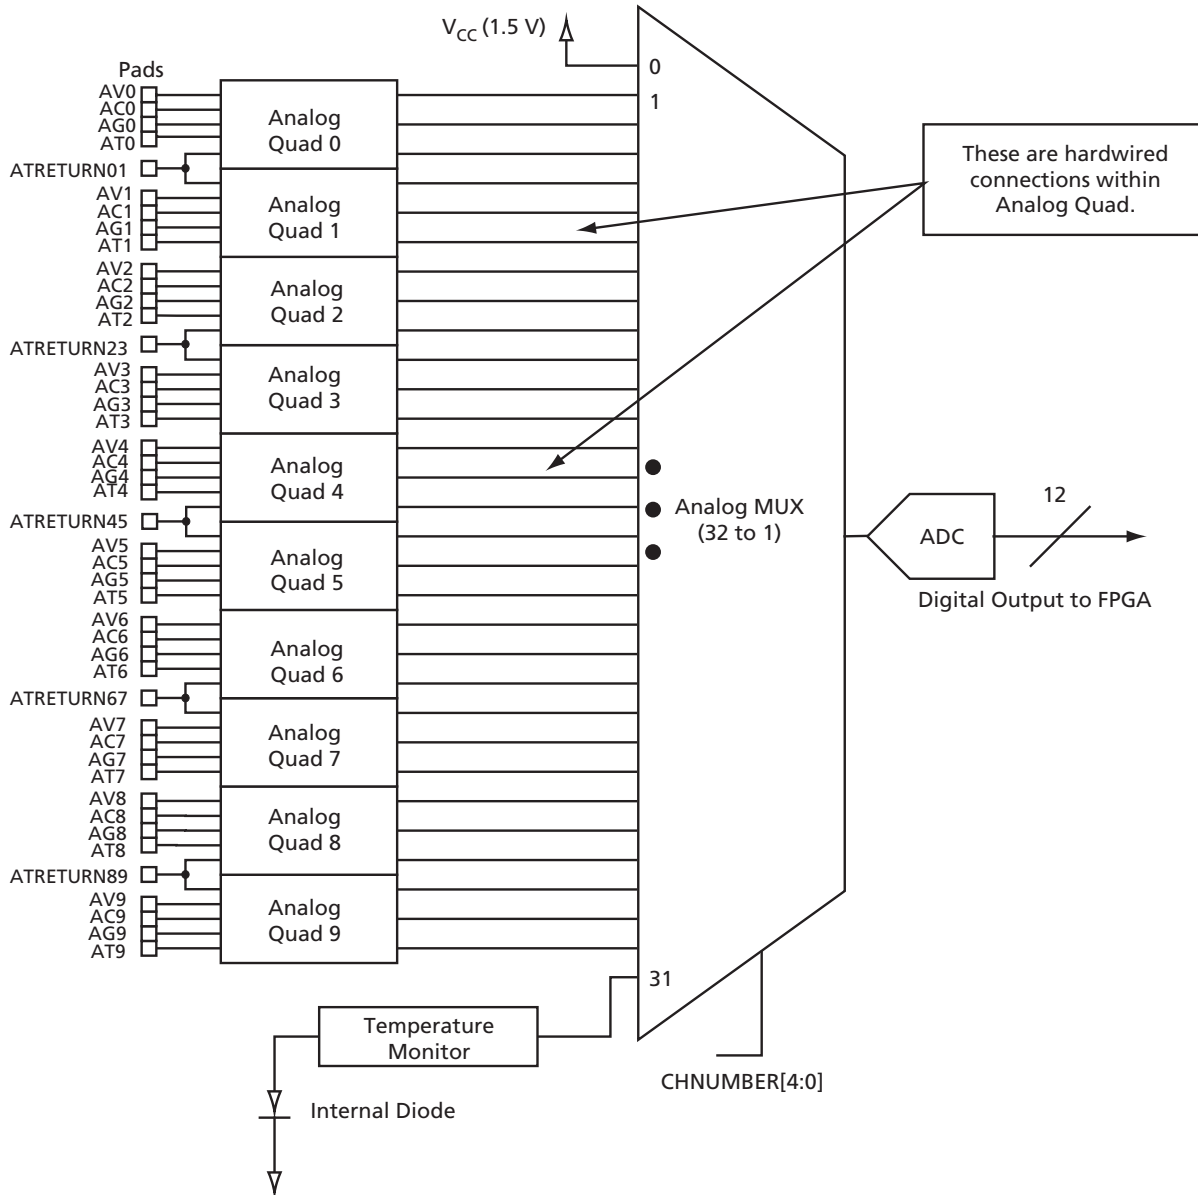 VCC (1.5 V)
Pads
0
1
AV0
AC0
AG0
AT0
Analog
Quad 0
ATRETURN01
AV1
AC1
AG1
AT1
Analog
Quad 1
These are hardwired
connections within
Analog Quad.
AV2
AC2
AG2
AT2
Analog
Quad 2
ATRETURN23
AV3
AC3
AG3
AT3
Analog
Quad 3
AV4
AC4
AG4
AT4
Analog
Quad 4
ATRETURN45
Analog MUX
(32 to 1)
ADC
12
Digital Output to FPGA
AV5
AC5
AG5
AT5
Analog
Quad 5
AV6
AC6
AG6
AT6
Analog
Quad 6
ATRETURN67
AV7
AC7
AG7
AT7
Analog
Quad 7
AV8
AC8
AG8
AT8
Analog
Quad 8
ATRETURN89
AV9
AC9
AG9
AT9
Analog
Quad 9
31
Temperature
Monitor
CHNUMBER[4:0]
Internal Diode